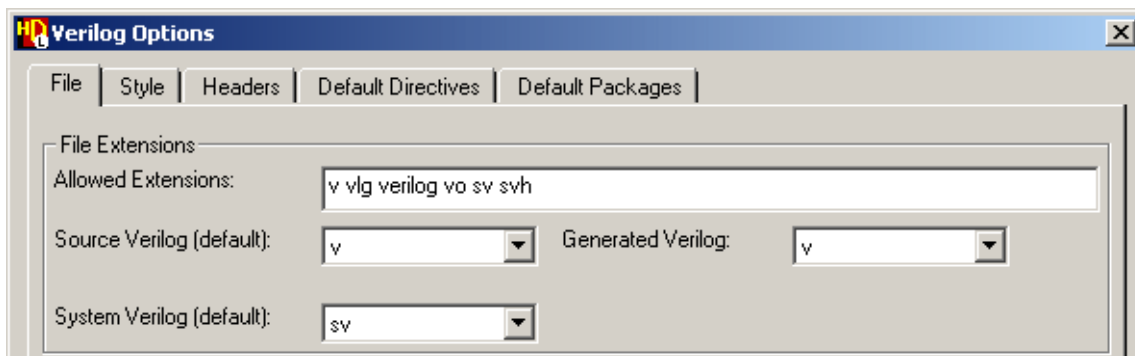 HD L Verilog Options
File Style Headers Default Directives Default Packages
File Extensions
Allowed Extensions: v vlg verilog vo sv svh
Source Verilog (default): v Generated Verilog: v
System Verilog (default): sv